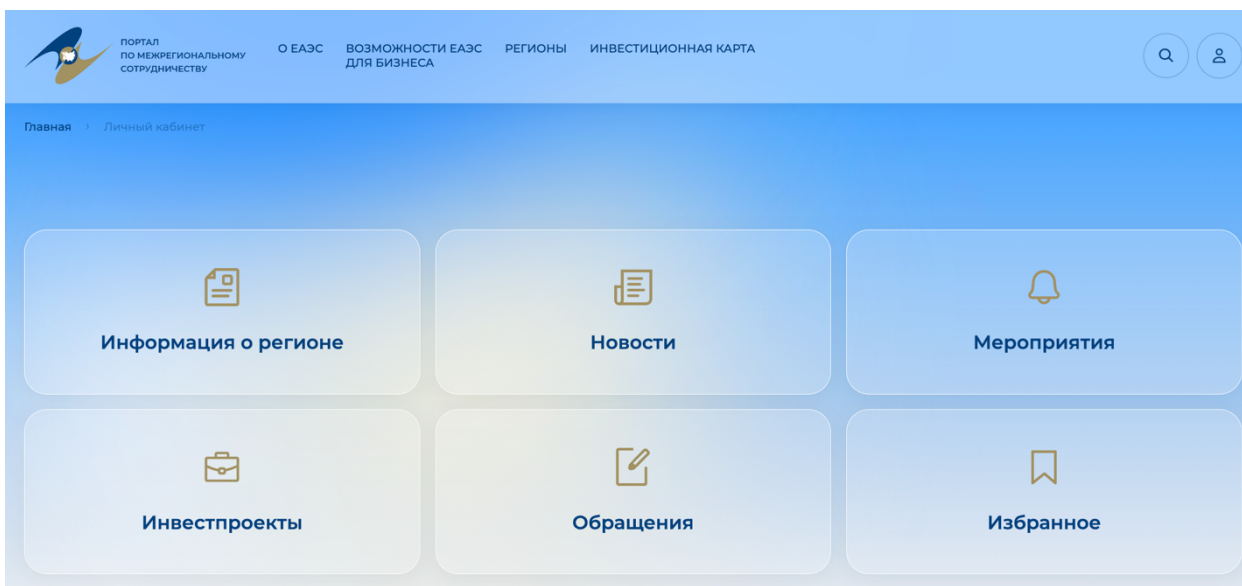 ПОРТАЛ
ПО МЕЖРЕГИОНАЛЬНОМУ
СОТРУДНИЧЕСТВУ
О ЕАЭС
ВОЗМОЖНОСТИ ЕАЭС
ДЛЯ БИЗНЕСА
РЕГИОНЫ
ИНВЕСТИЦИОННАЯ КАРТА
Главная › Личный кабинет
Информация о регионе
Новости
Мероприятия
Инвестпроекты
Обращения
Избранное